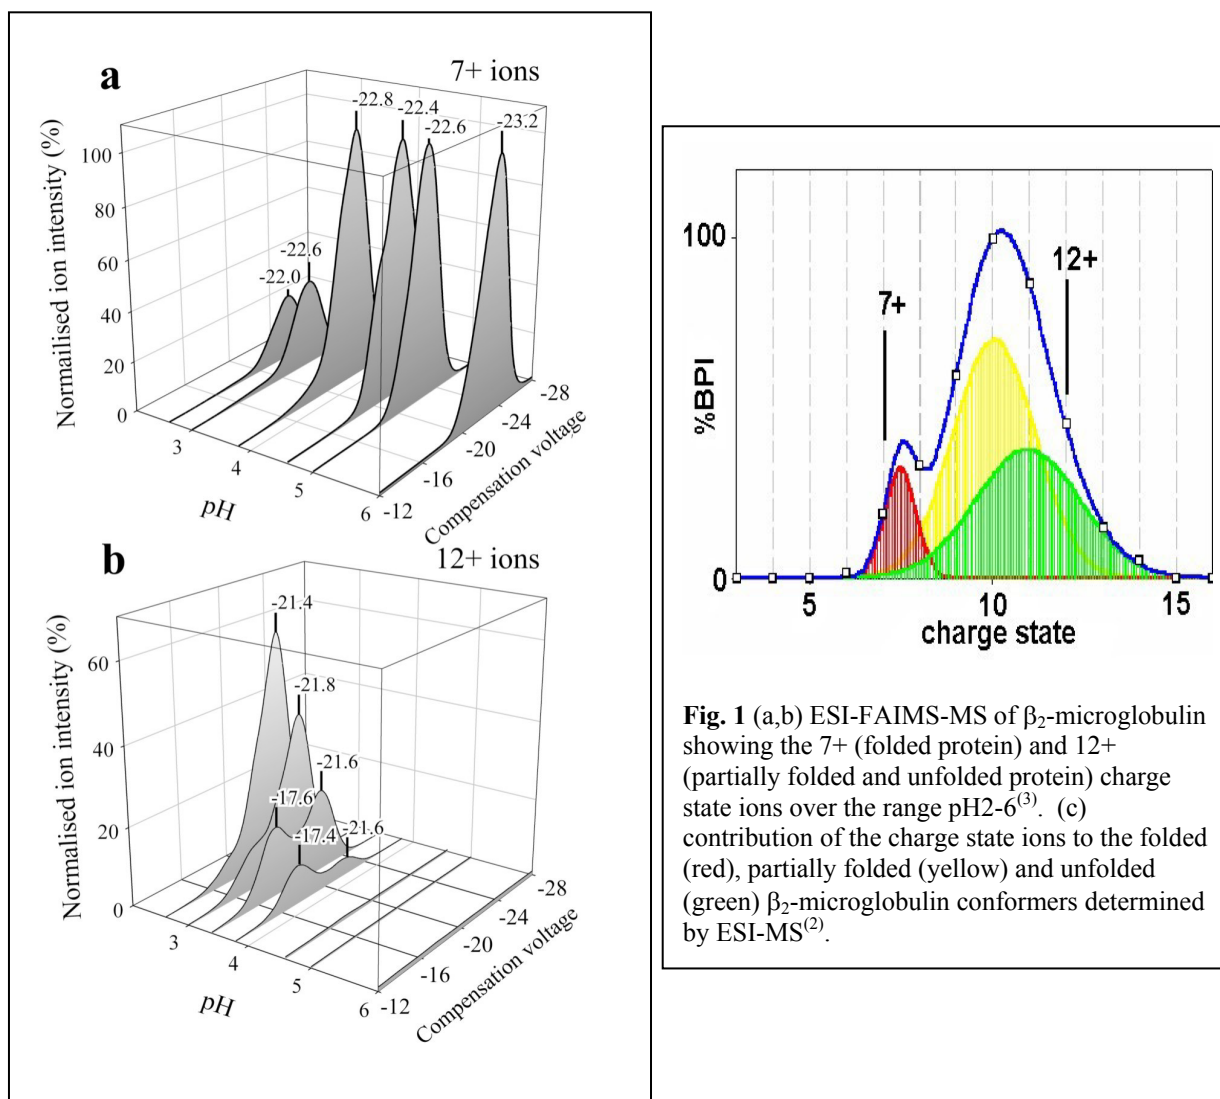 a
7+ ions
-22.8
-22.4
-22.6
-23.2
-22.6
-22.0
Normailised ion intensity (%)
100
80
60
40
20
0
3
4
5
6
pH
-12
-16
-20
-24
-28
Compensation voltage
b
12+ ions
-21.4
-21.8
-21.6
-17.6
-17.4
-21.6
Normalised ion intensity (%)
60
40
20
0
3
4
5
6
pH
-12
-16
-20
-24
-28
Compensation voltage
100
0
%BPI
7+
12+
5
10
15
charge state
Fig. 1 (a,b) ESI-FAIMS-MS of β₂-microglobulin
showing the 7+ (folded protein) and 12+
(partially folded and unfolded protein) charge
state ions over the range pH2-6⁽³⁾. (c)
contribution of the charge state ions to the folded
(red), partially folded (yellow) and unfolded
(green) β₂-microglobulin conformers determined
by ESI-MS⁽²⁾.